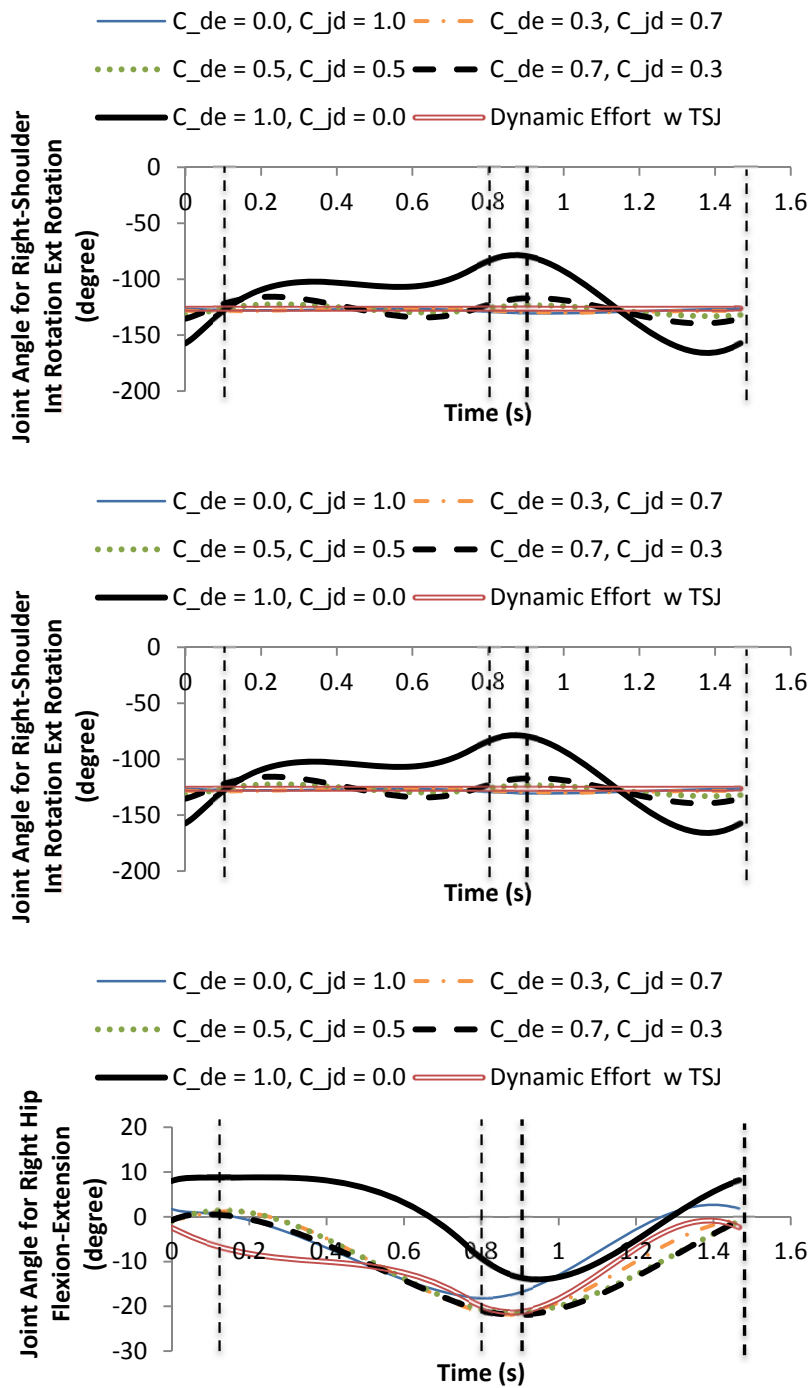 C_de = 0.0, C_jd = 1.0 C_de = 0.3, C_jd = 0.7
C_de = 0.5, C_jd = 0.5 C_de = 0.7, C_jd = 0.3
C_de = 1.0, C_jd = 0.0 Dynamic Effort w TSJ
Joint Angle for Right-Shoulder
Int Rotation Ext Rotation
(degree)
0
-50
-100
-150
-200
0 0.2 0.4 0.6 0.8 1 1.2 1.4 1.6
Time (s)
C_de = 0.0, C_jd = 1.0 C_de = 0.3, C_jd = 0.7
C_de = 0.5, C_jd = 0.5 C_de = 0.7, C_jd = 0.3
C_de = 1.0, C_jd = 0.0 Dynamic Effort w TSJ
Joint Angle for Right-Shoulder
Int Rotation Ext Rotation
(degree)
0
-50
-100
-150
-200
0 0.2 0.4 0.6 0.8 1 1.2 1.4 1.6
Time (s)
C_de = 0.0, C_jd = 1.0 C_de = 0.3, C_jd = 0.7
C_de = 0.5, C_jd = 0.5 C_de = 0.7, C_jd = 0.3
C_de = 1.0, C_jd = 0.0 Dynamic Effort w TSJ
Joint Angle for Right Hip
Flexion-Extension
(degree)
20
10
0
-10
-20
-30
0 0.2 0.4 0.6 0.8 1 1.2 1.4 1.6
Time (s)